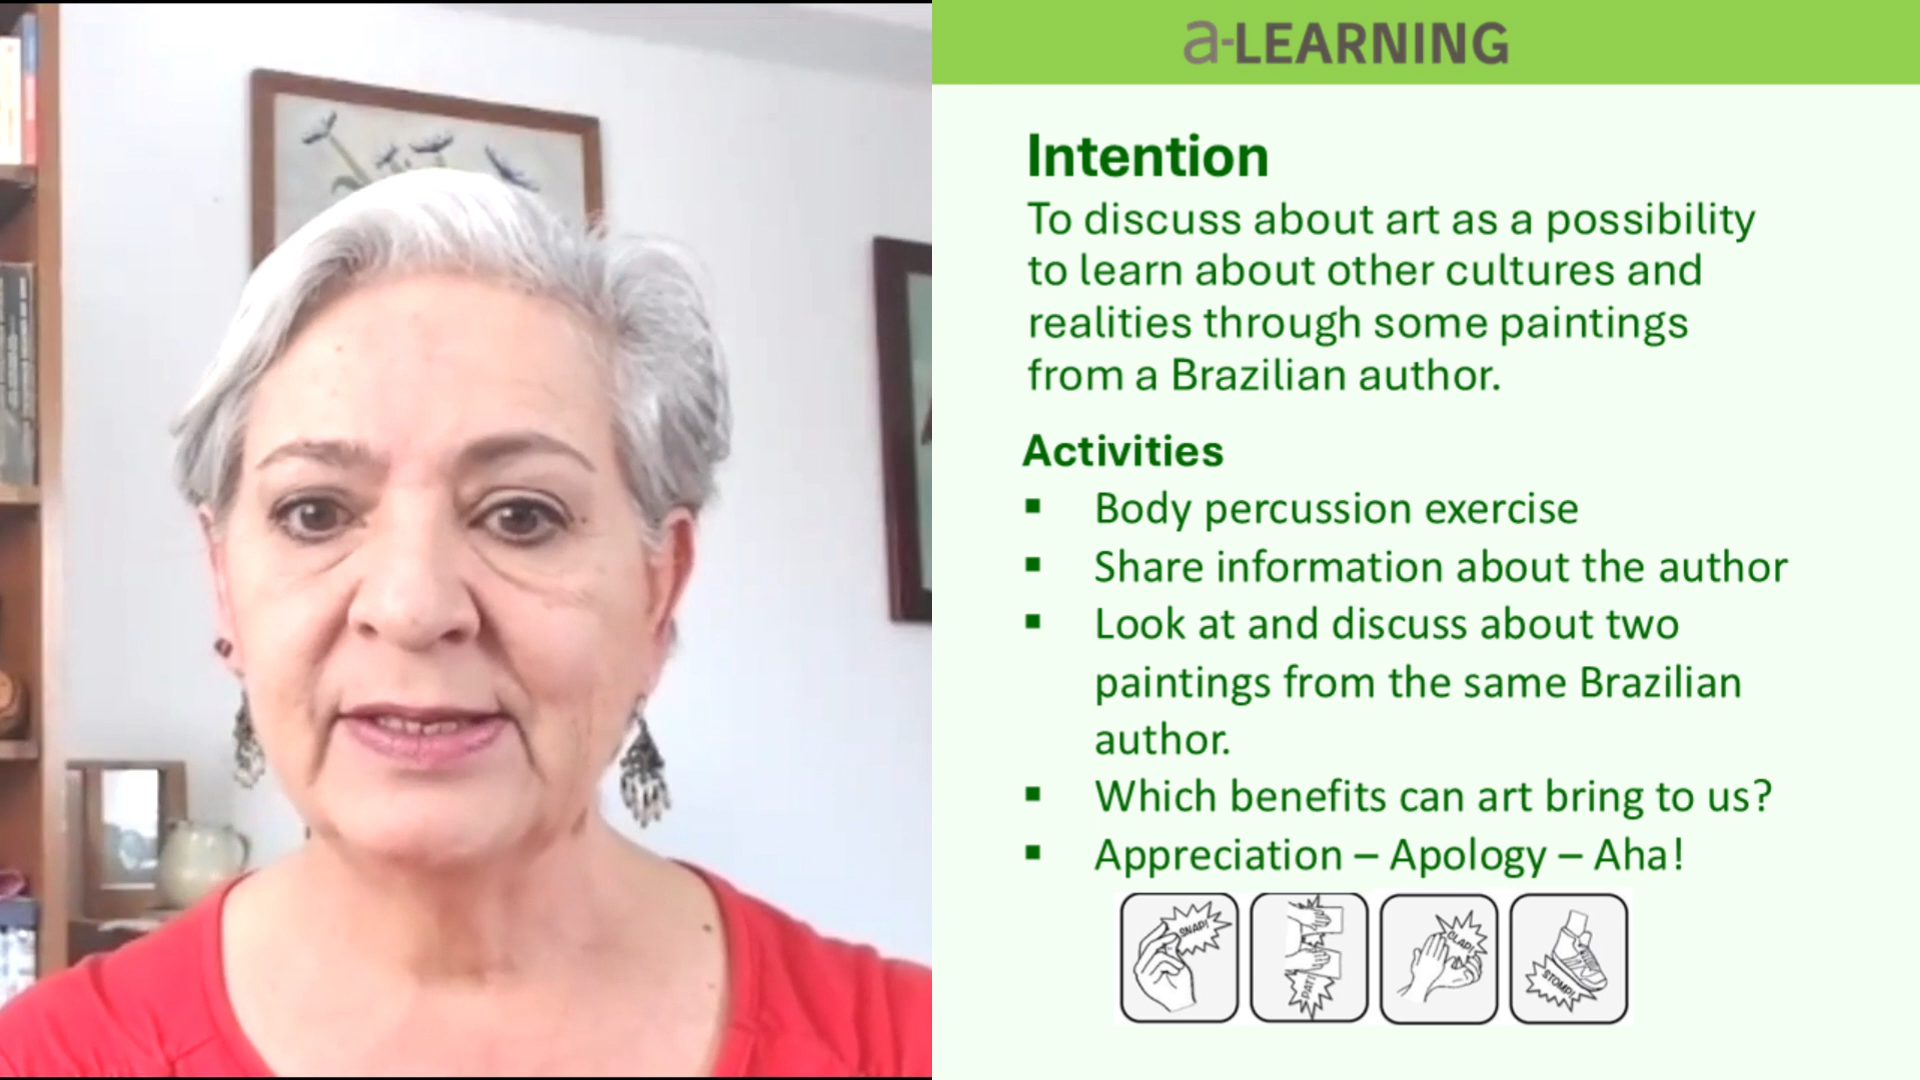 a-LEARNING
Intention
To discuss about art as a possibility
to learn about other cultures and
realities through some paintings
from a Brazilian author.
Activities
▪ Body percussion exercise
▪ Share information about the author
▪ Look at and discuss about two
paintings from the same Brazilian
author.
▪ Which benefits can art bring to us?
▪ Appreciation – Apology – Aha!
SNAP! PAT! CLAP! STOMP!